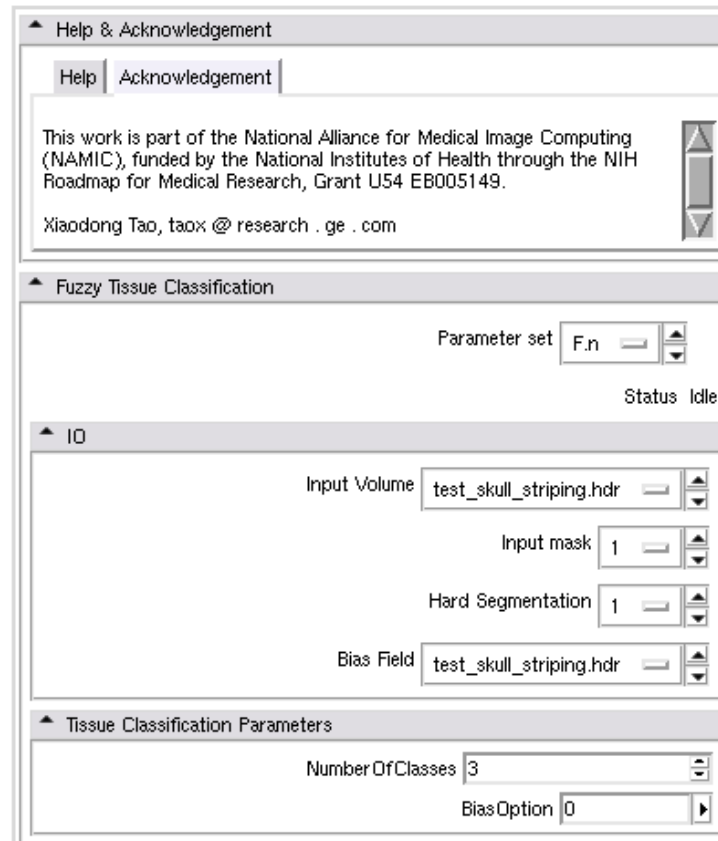 Help & Acknowledgement
Help Acknowledgement
This work is part of the National Alliance for Medical Image Computing
(NAMIC), funded by the National Institutes of Health through the NIH
Roadmap for Medical Research, Grant U54 EB005149.
Xiaodong Tao, taox @ research . ge . com
Fuzzy Tissue Classification
Parameter set F.n
Status Idle
IO
Input Volume test_skull_striping.hdr
Input mask 1
Hard Segmentation 1
Bias Field test_skull_striping.hdr
Tissue Classification Parameters
NumberOfClasses 3
BiasOption 0